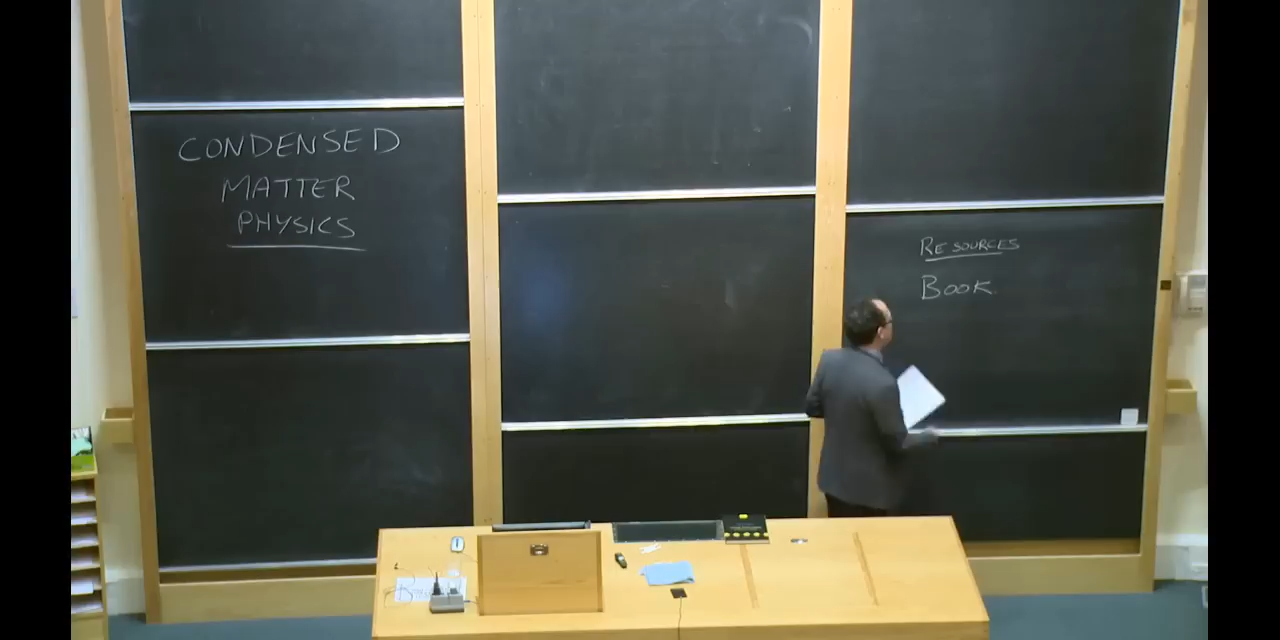 CONDENSED
MATTER
PHYSICS
RESOURCES
BOOK